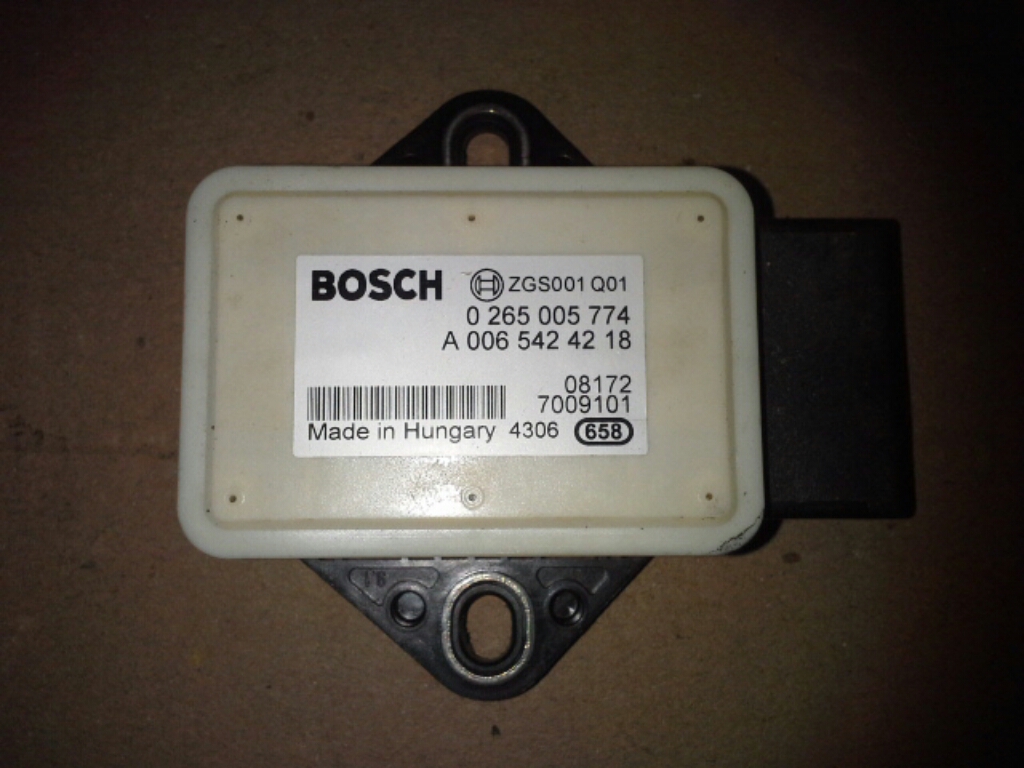 BOSCH ZGS001 Q01
0 265 005 774
A 006 542 42 18
08172
7009101
Made in Hungary 4306 658